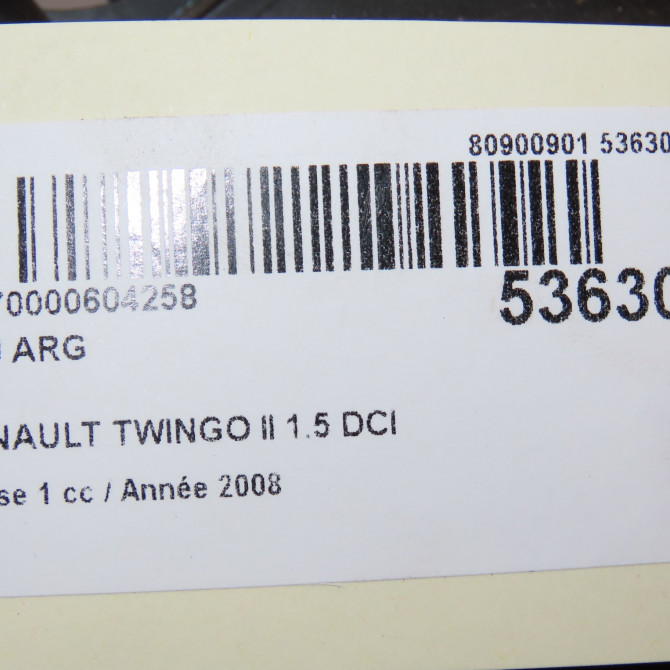 80900901 53630
70000604258
53630
ARG
NAULT TWINGO II 1.5 DCI
se 1 cc / Année 2008